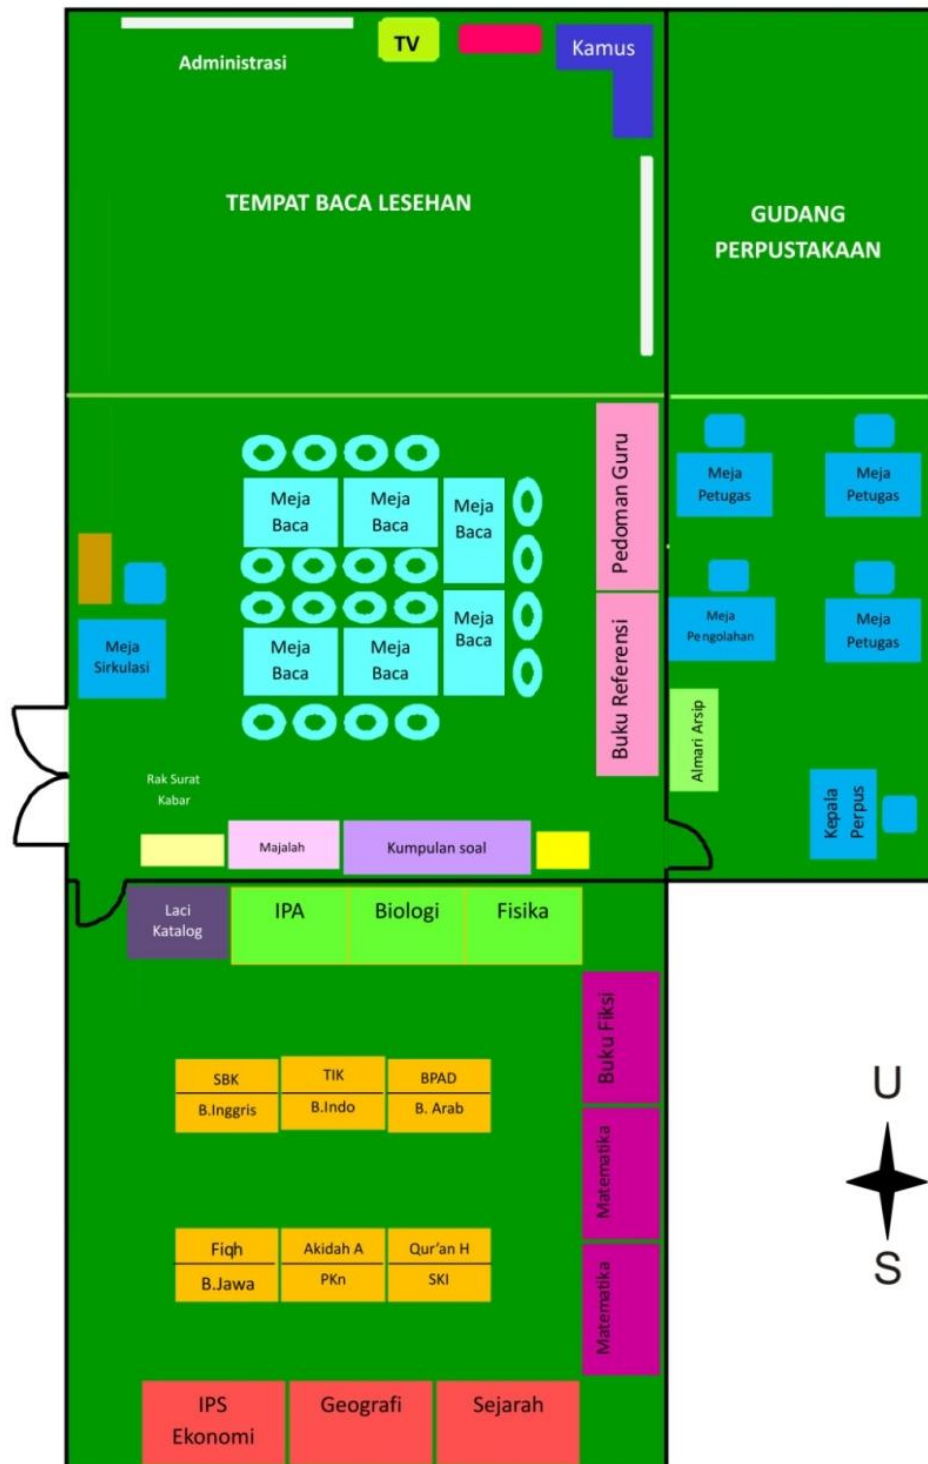 TV
Kamus
Administrasi
TEMPAT BACA LESEHAN
GUDANG
PERPUSTAKAAN
Meja
Baca
Meja
Baca
Meja
Baca
Pedoman Guru
Meja
Petugas
Meja
Petugas
Meja
Sirkulasi
Meja
Baca
Meja
Baca
Meja
Baca
Buku Referensi
Meja
Pengolahan
Meja
Petugas
Almari Arsip
Kepala
Perpus
Rak Surat
Kabar
Majalah
Kumpulan soal
Laci
Katalog
IPA
Biologi
Fisika
Buku Fiksi
SBK
B.Inggris
TIK
B.Indo
BPAD
B. Arab
Matematika
Fiqh
B.Jawa
Akidah A
PKn
Qur'an H
SKI
Matematika
IPS
Ekonomi
Geografi
Sejarah
U
S